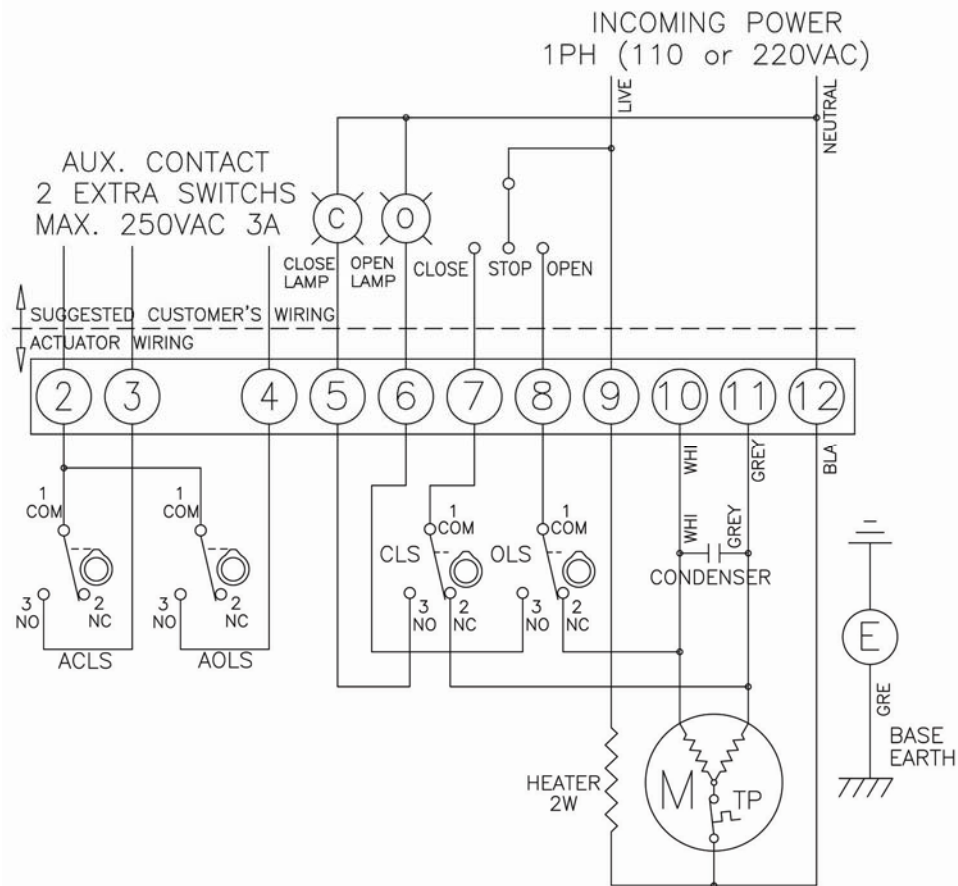 INCOMING POWER
1PH (110 or 220VAC)
LIVE
NEUTRAL
AUX. CONTACT
2 EXTRA SWITCHS
MAX. 250VAC 3A
C
O
CLOSE
LAMP
OPEN
LAMP
CLOSE
STOP
OPEN
SUGGESTED CUSTOMER'S WIRING
ACTUATOR WIRING
2 3 4 5 6 7 8 9 10 11 12
WHI
GREY
BLA
1
COM
1
COM
1
COM
1
COM
WHI
GREY
CLS
OLS
CONDENSER
3
NO
2
NC
3
NO
2
NC
3
NO
2
NC
3
NO
2
NC
ACLS
AOLS
E
GRE
BASE
EARTH
HEATER
2W
M
TP